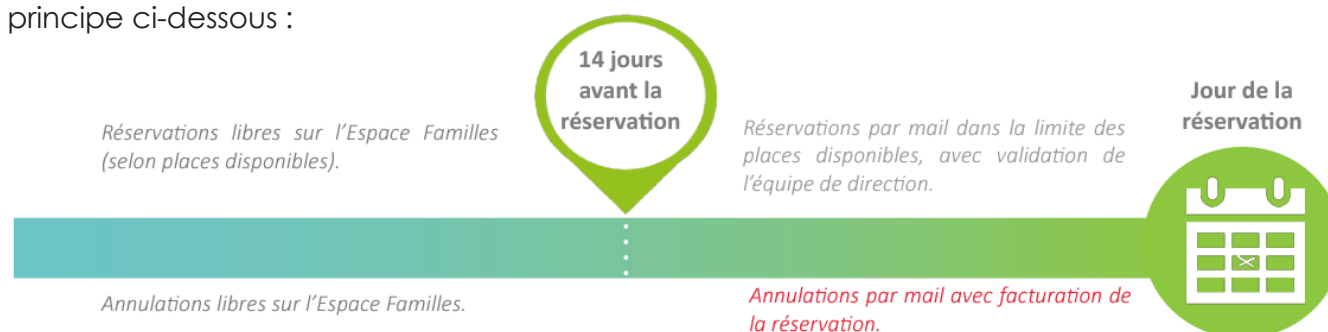 principe ci-dessous :
14 jours
avant la
réservation
Jour de la
réservation
Réservations libres sur l'Espace Familles
(selon places disponibles).
Réservations par mail dans la limite des
places disponibles, avec validation de
l'équipe de direction.
Annulations libres sur l'Espace Familles.
Annulations par mail avec facturation de
la réservation.